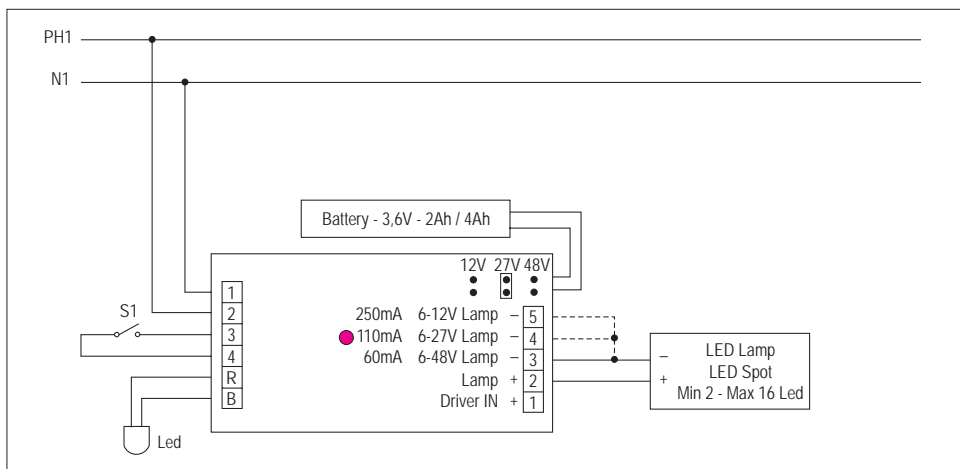 PH1
N1
Battery - 3,6V - 2Ah / 4Ah
12V 27V 48V
S1
1
2
3
4
R
B
Led
250mA 6-12V Lamp – 5
110mA 6-27V Lamp – 4
60mA 6-48V Lamp – 3
Lamp + 2
Driver IN + 1
– LED Lamp
LED Spot
+ Min 2 - Max 16 Led